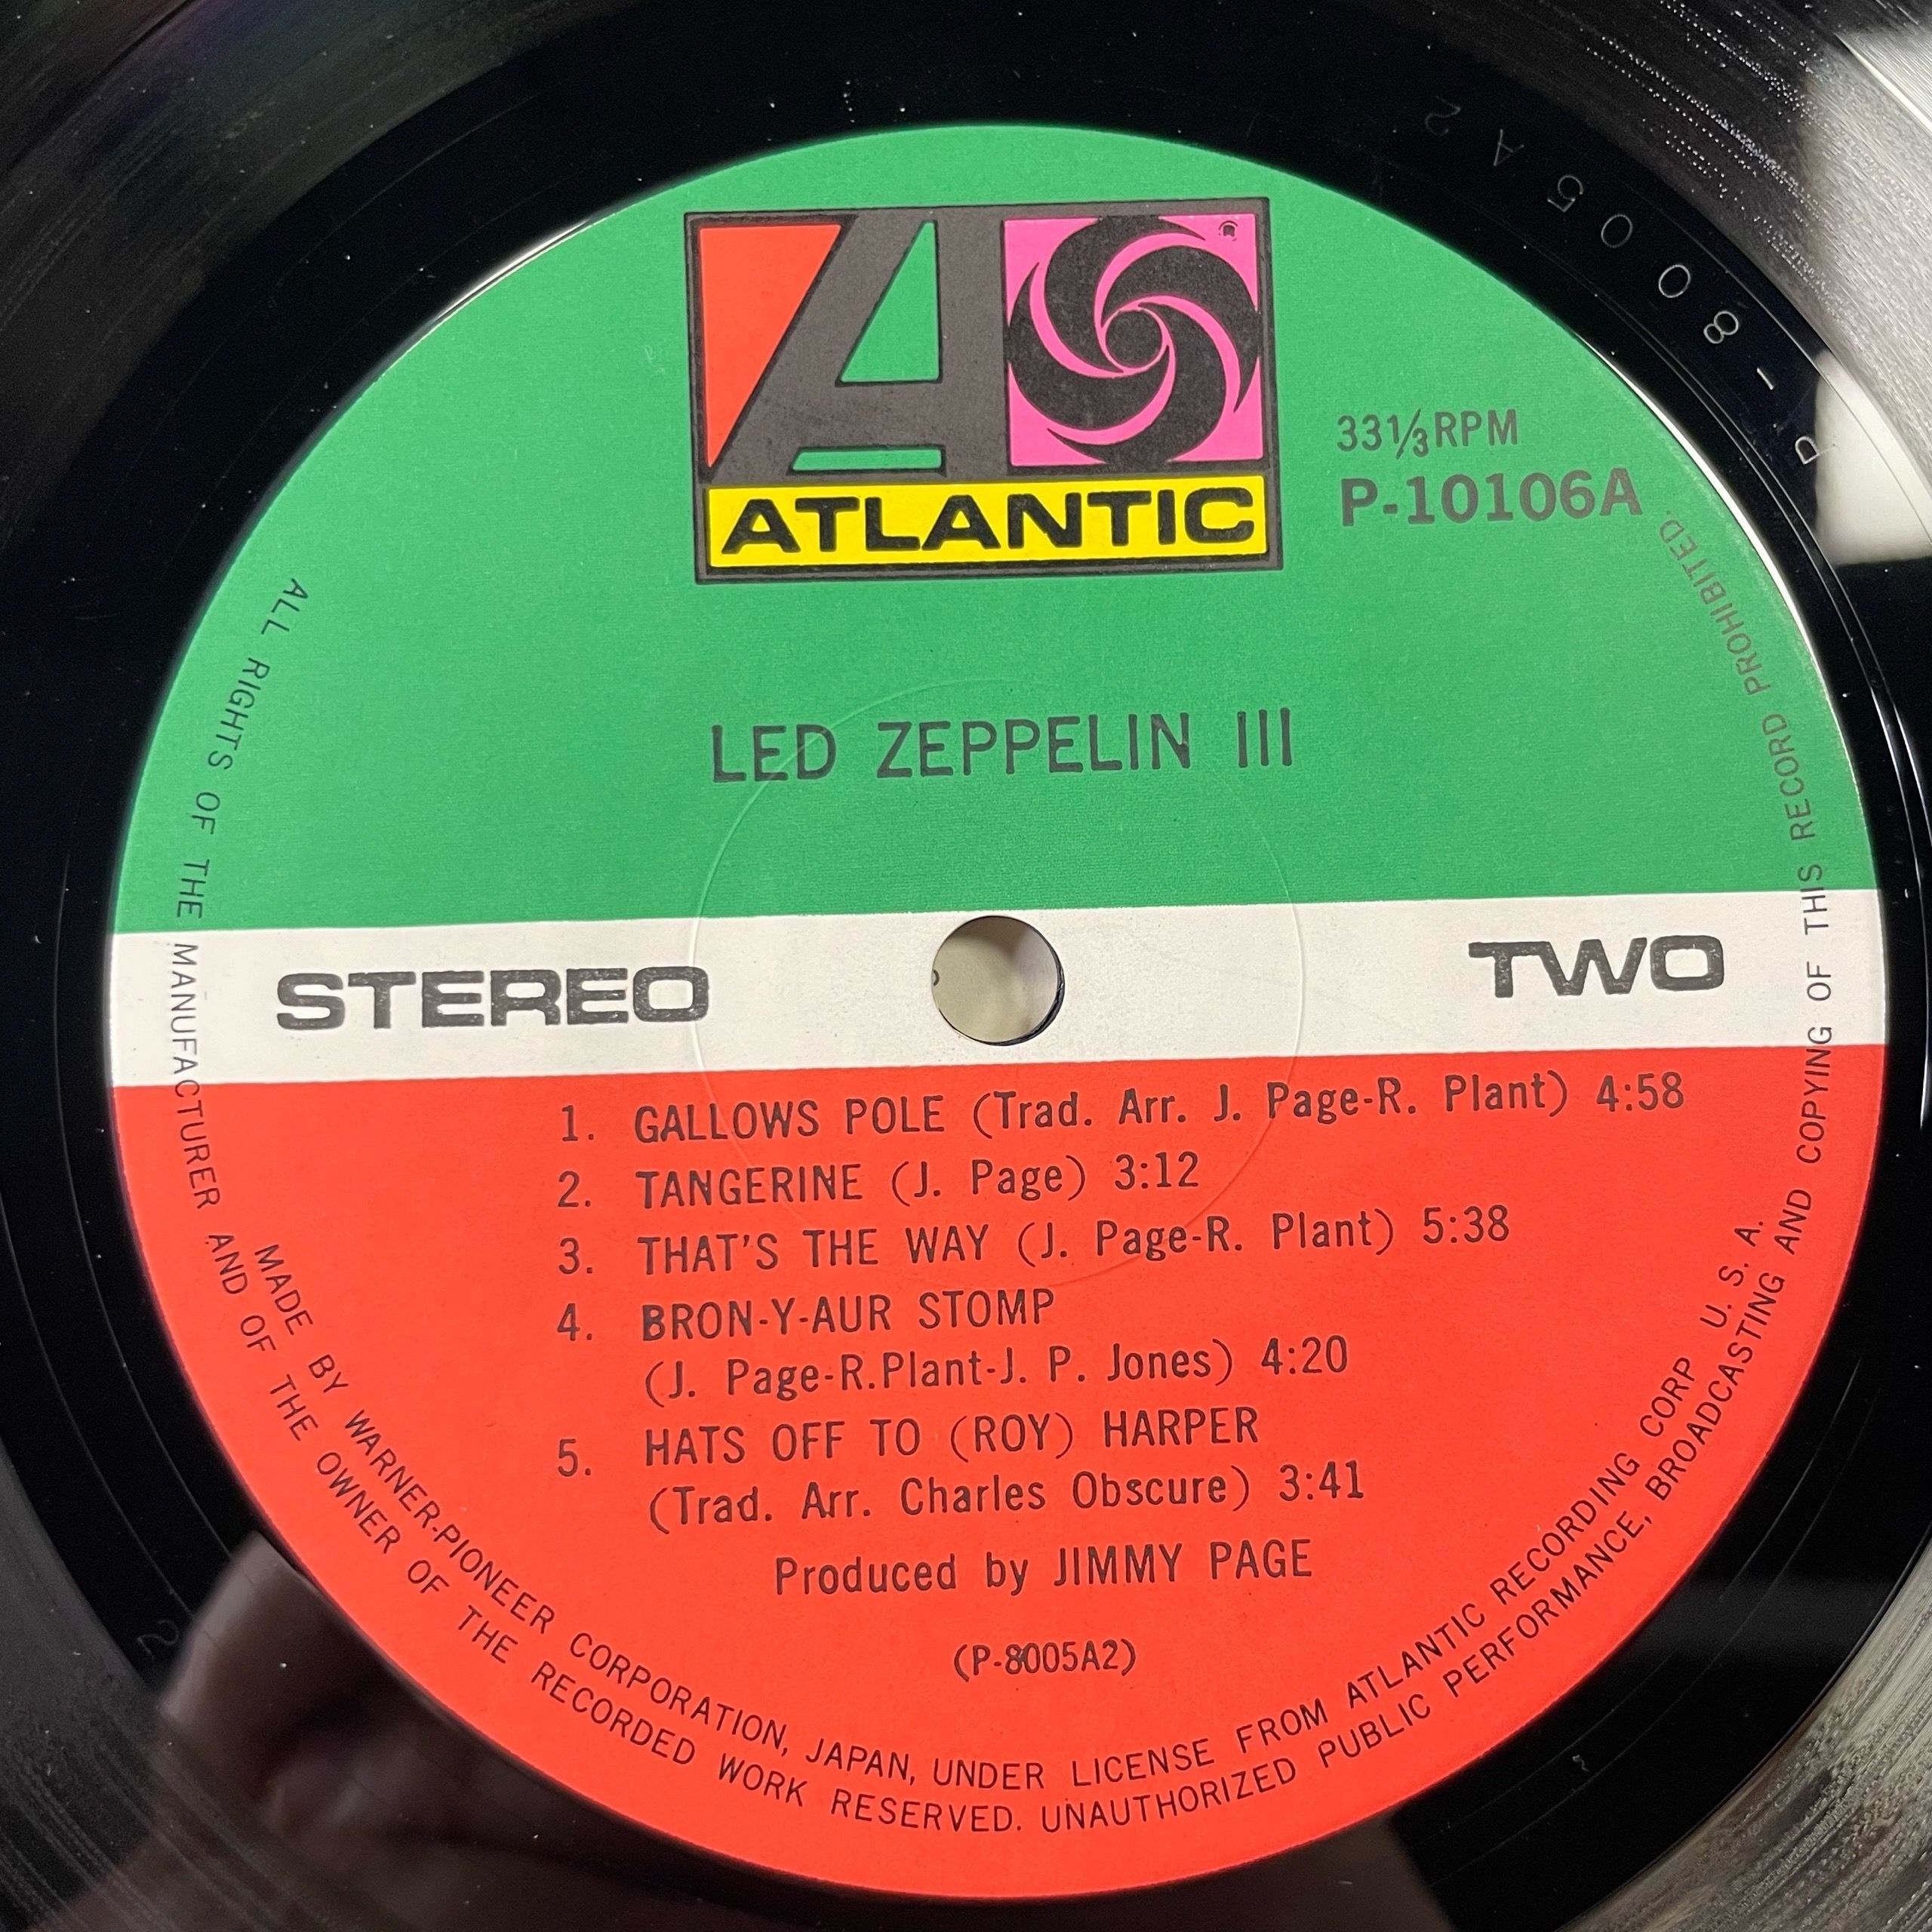 ATLANTIC
33⅓ RPM
P-10106A
LED ZEPPELIN III
STEREO
TWO
1. GALLOWS POLE (Trad. Arr. J. Page-R. Plant) 4:58
2. TANGERINE (J. Page) 3:12
3. THAT'S THE WAY (J. Page-R. Plant) 5:38
4. BRON-Y-AUR STOMP
(J. Page-R.Plant-J. P. Jones) 4:20
5. HATS OFF TO (ROY) HARPER
(Trad. Arr. Charles Obscure) 3:41
Produced by JIMMY PAGE
(P-8005A2)
MADE BY WARNER-PIONEER CORPORATION, JAPAN, UNDER LICENSE FROM ATLANTIC RECORDING CORP U. S. A.
ALL RIGHTS OF THE MANUFACTURER AND OF THE OWNER OF THE RECORDED WORK RESERVED. UNAUTHORIZED PUBLIC PERFORMANCE, BROADCASTING AND COPYING OF THIS RECORD PROHIBITED.
P-8005A2
2